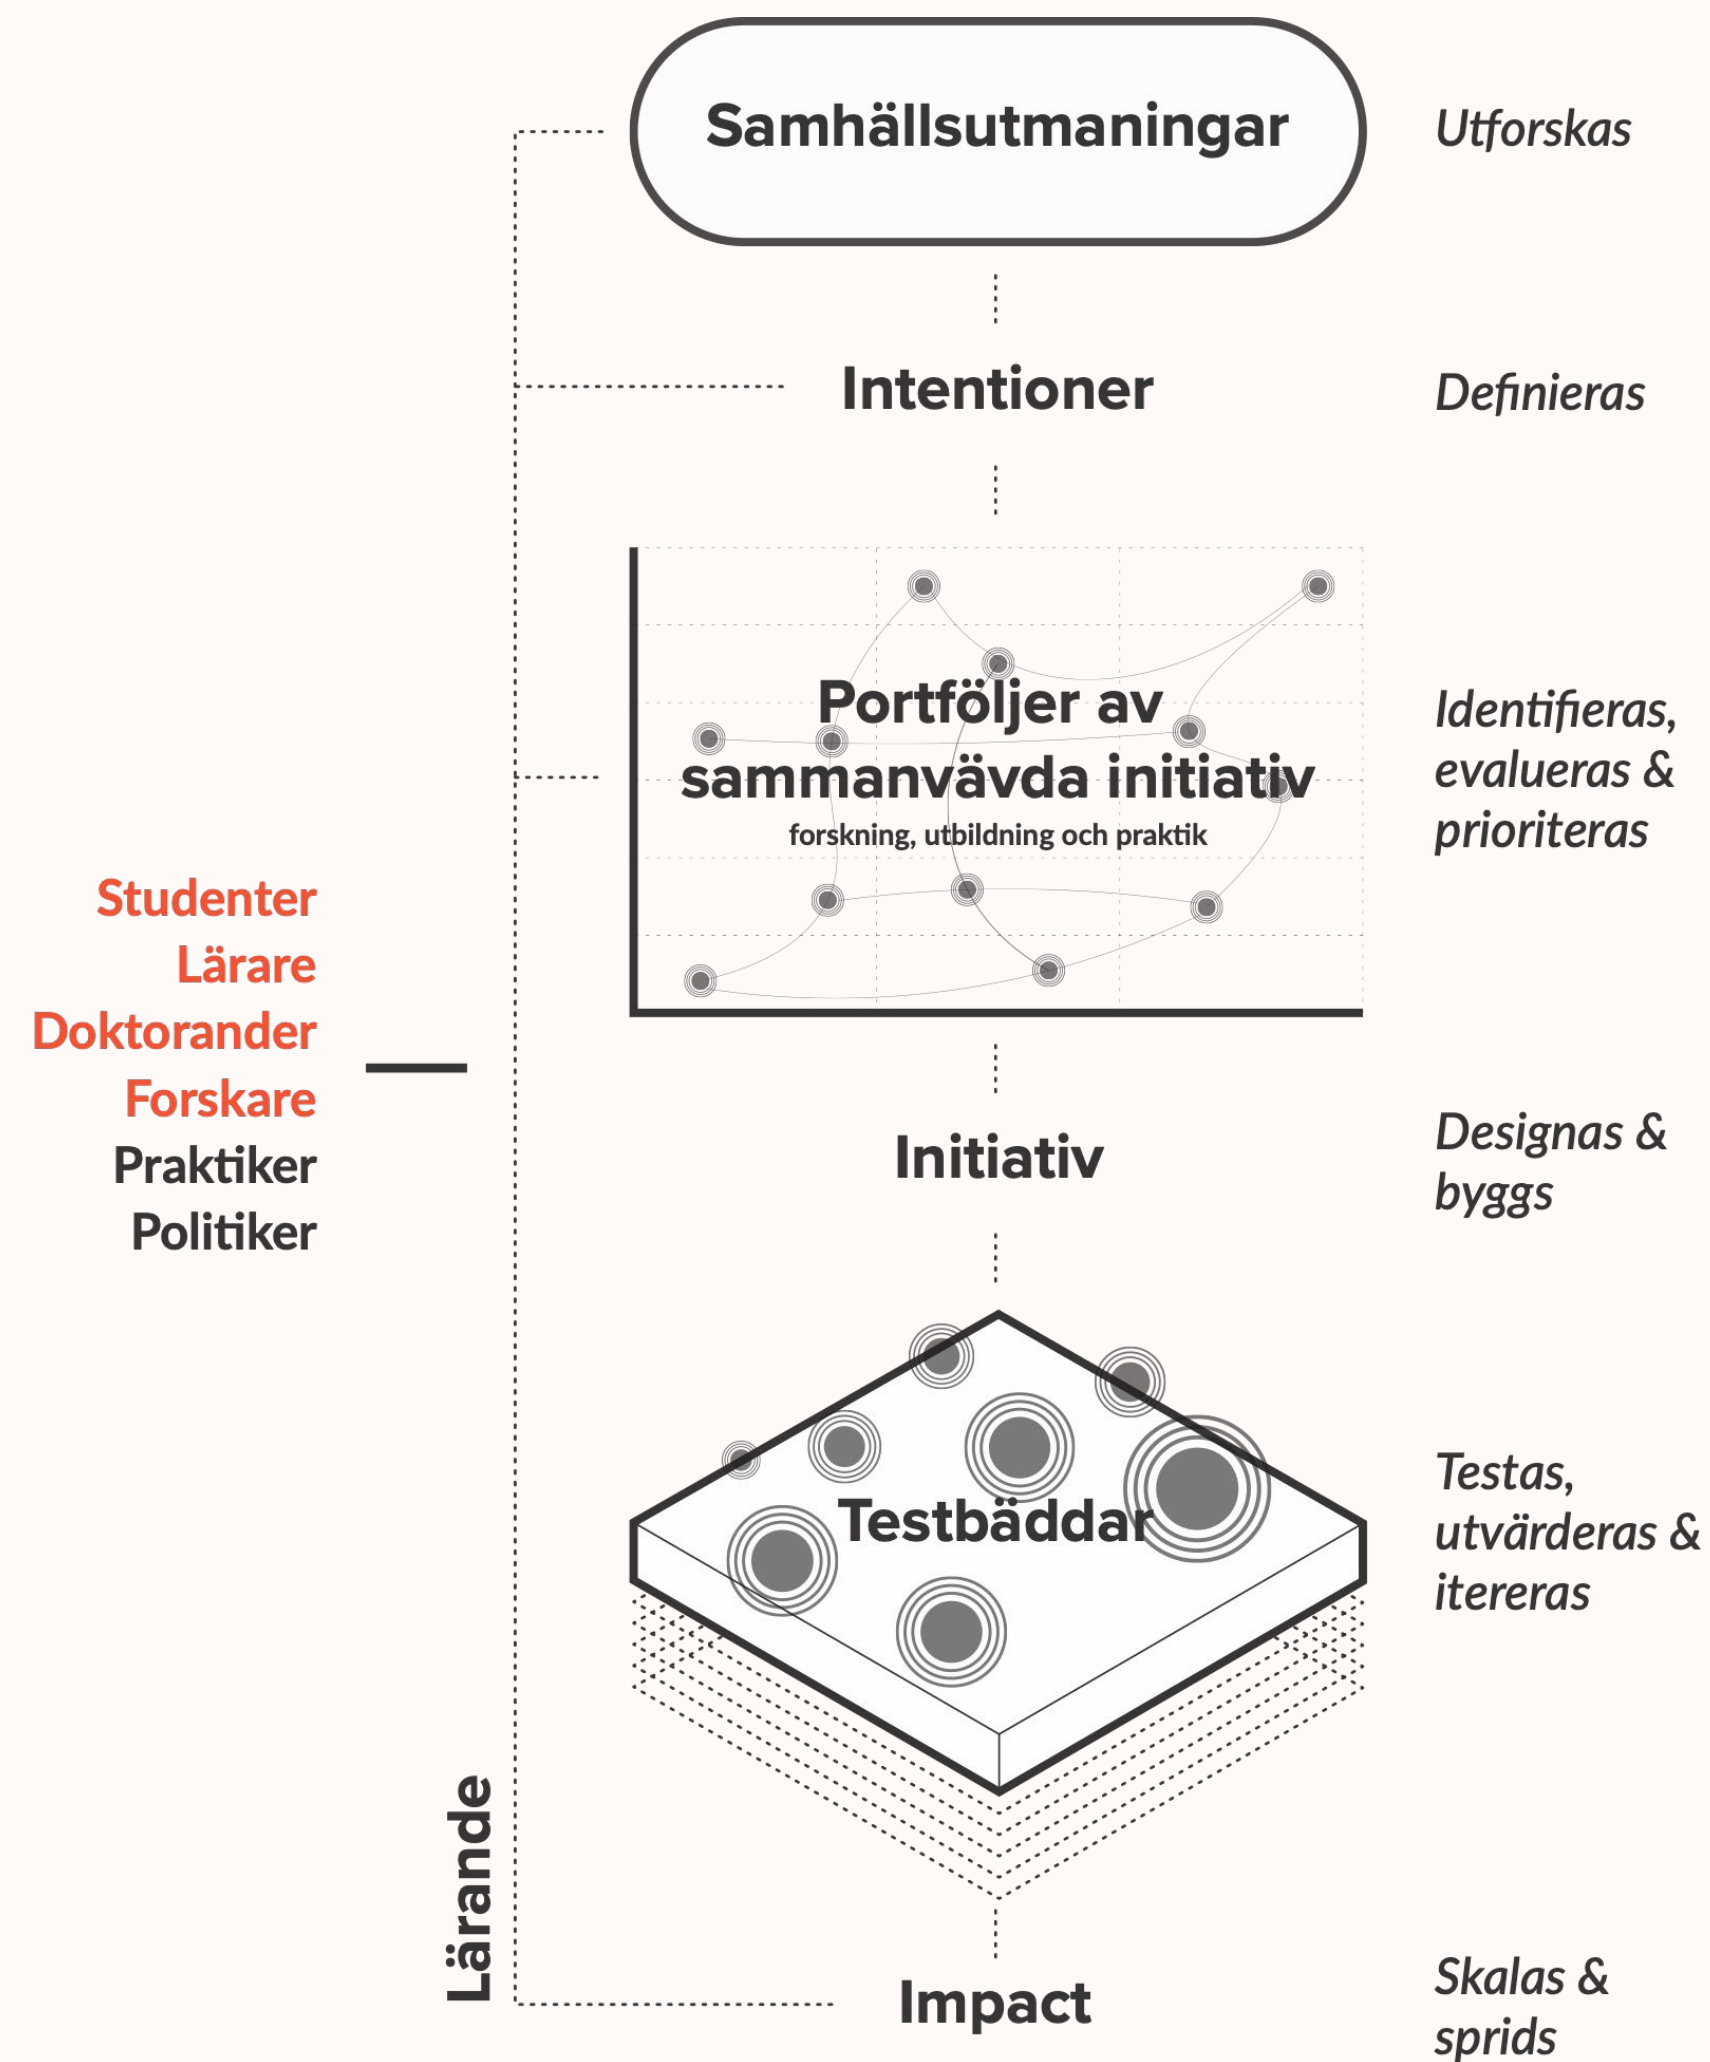 Samhällsutmaningar
Utforskas
Intentioner
Definieras
Portföljer av
sammanvävda initiativ
forskning, utbildning och praktik
Identifieras,
evalueras &
prioriteras
Studenter
Lärare
Doktorander
Forskare
Praktiker
Politiker
Initiativ
Designas &
byggs
Testbäddar
Testas,
utvärderas &
itereras
Lärande
Impact
Skalas &
sprids